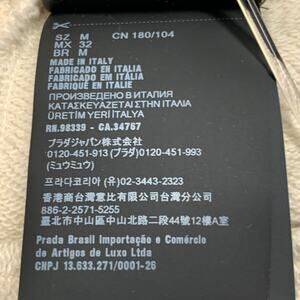 SZ M CN 180/104
MX 32
BR M
MADE IN ITALY
FABRICADO EN ITALIA
FABRICADO EM ITÁLIA
FABRIQUÉ EN ITALIE
ПРОИЗВЕДЕНО В ИТАЛИЯ
ΚΑΤΑΣΚΕΥΑΖΕΤΑΙ ΣΤΗΝ ΙΤΑΛΙΑ
ÜRETİM YERİ İTALYA
RN.98339 - CA.34767
プラダジャパン株式会社
0120-451-913 (プラダ) 0120-451-993
(ミュウミュウ)
프라다코리아 (유) 02-3443-2323
香港商台灣意比有限公司台灣分公司
886-2-2571-5255
臺北市中山區中山北路二段44號12樓A室
Prada Brasil Importação e Comércio
de Artigos de Luxo Ltda
CNPJ 13.633.271/0001-26